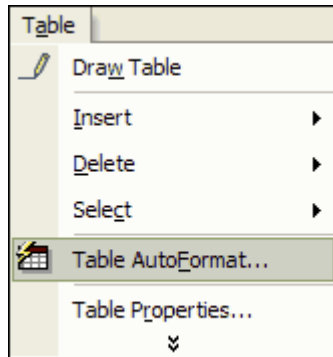 Table
Draw Table
Insert
Delete
Select
Table AutoFormat...
Table Properties...